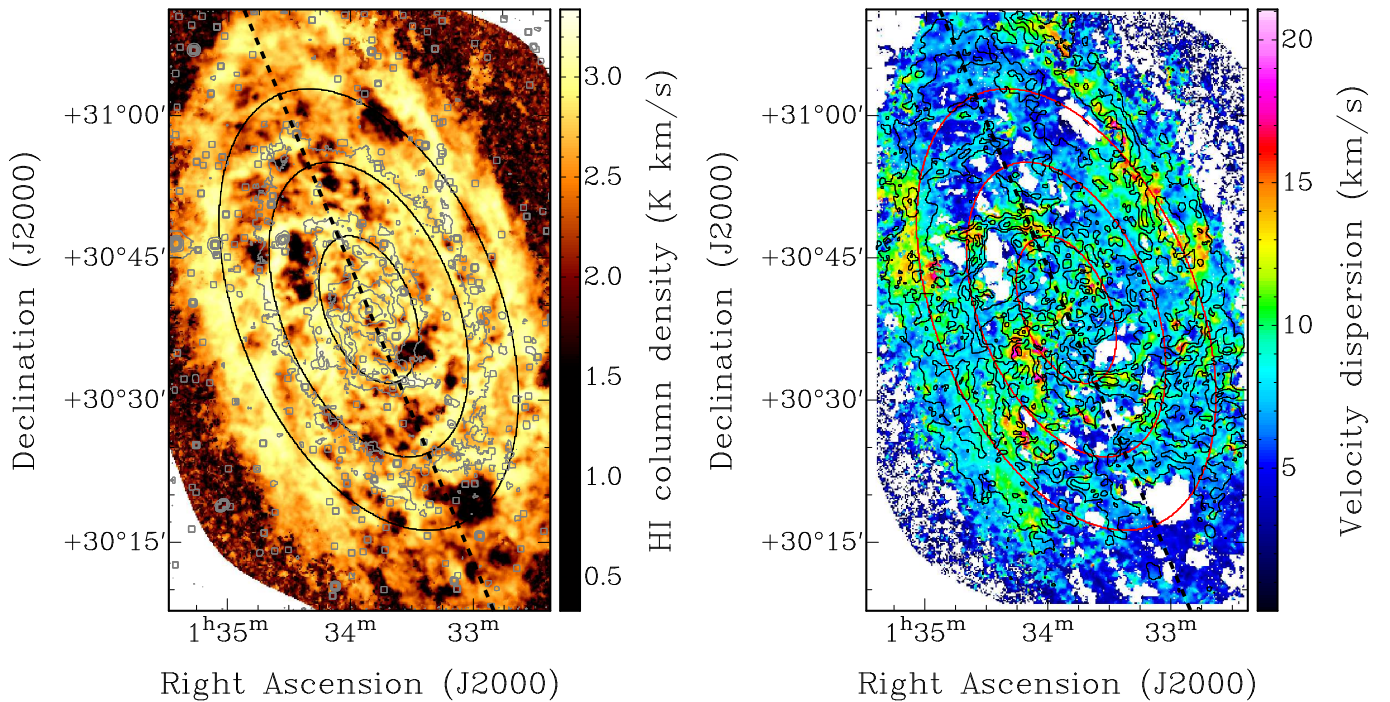 +31°00′
+30°45′
+30°30′
+30°15′
Declination (J2000)
1ʰ35ᵐ
34ᵐ
33ᵐ
Right Ascension (J2000)
3.0
2.5
2.0
1.5
1.0
0.5
HI column density (K km/s)
+31°00′
+30°45′
+30°30′
+30°15′
Declination (J2000)
1ʰ35ᵐ
34ᵐ
33ᵐ
Right Ascension (J2000)
20
15
10
5
Velocity dispersion (km/s)